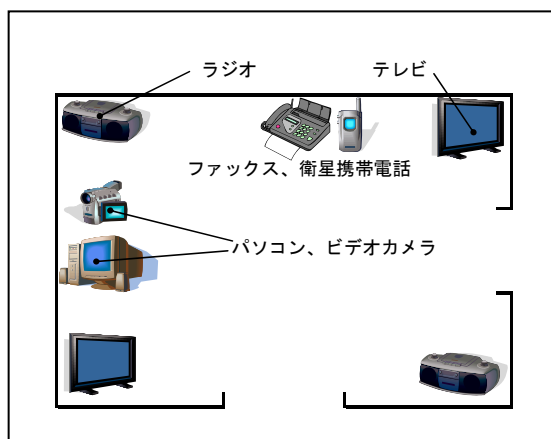 ラジオ
テレビ
ファックス、衛星携帯電話
パソコン、ビデオカメラ